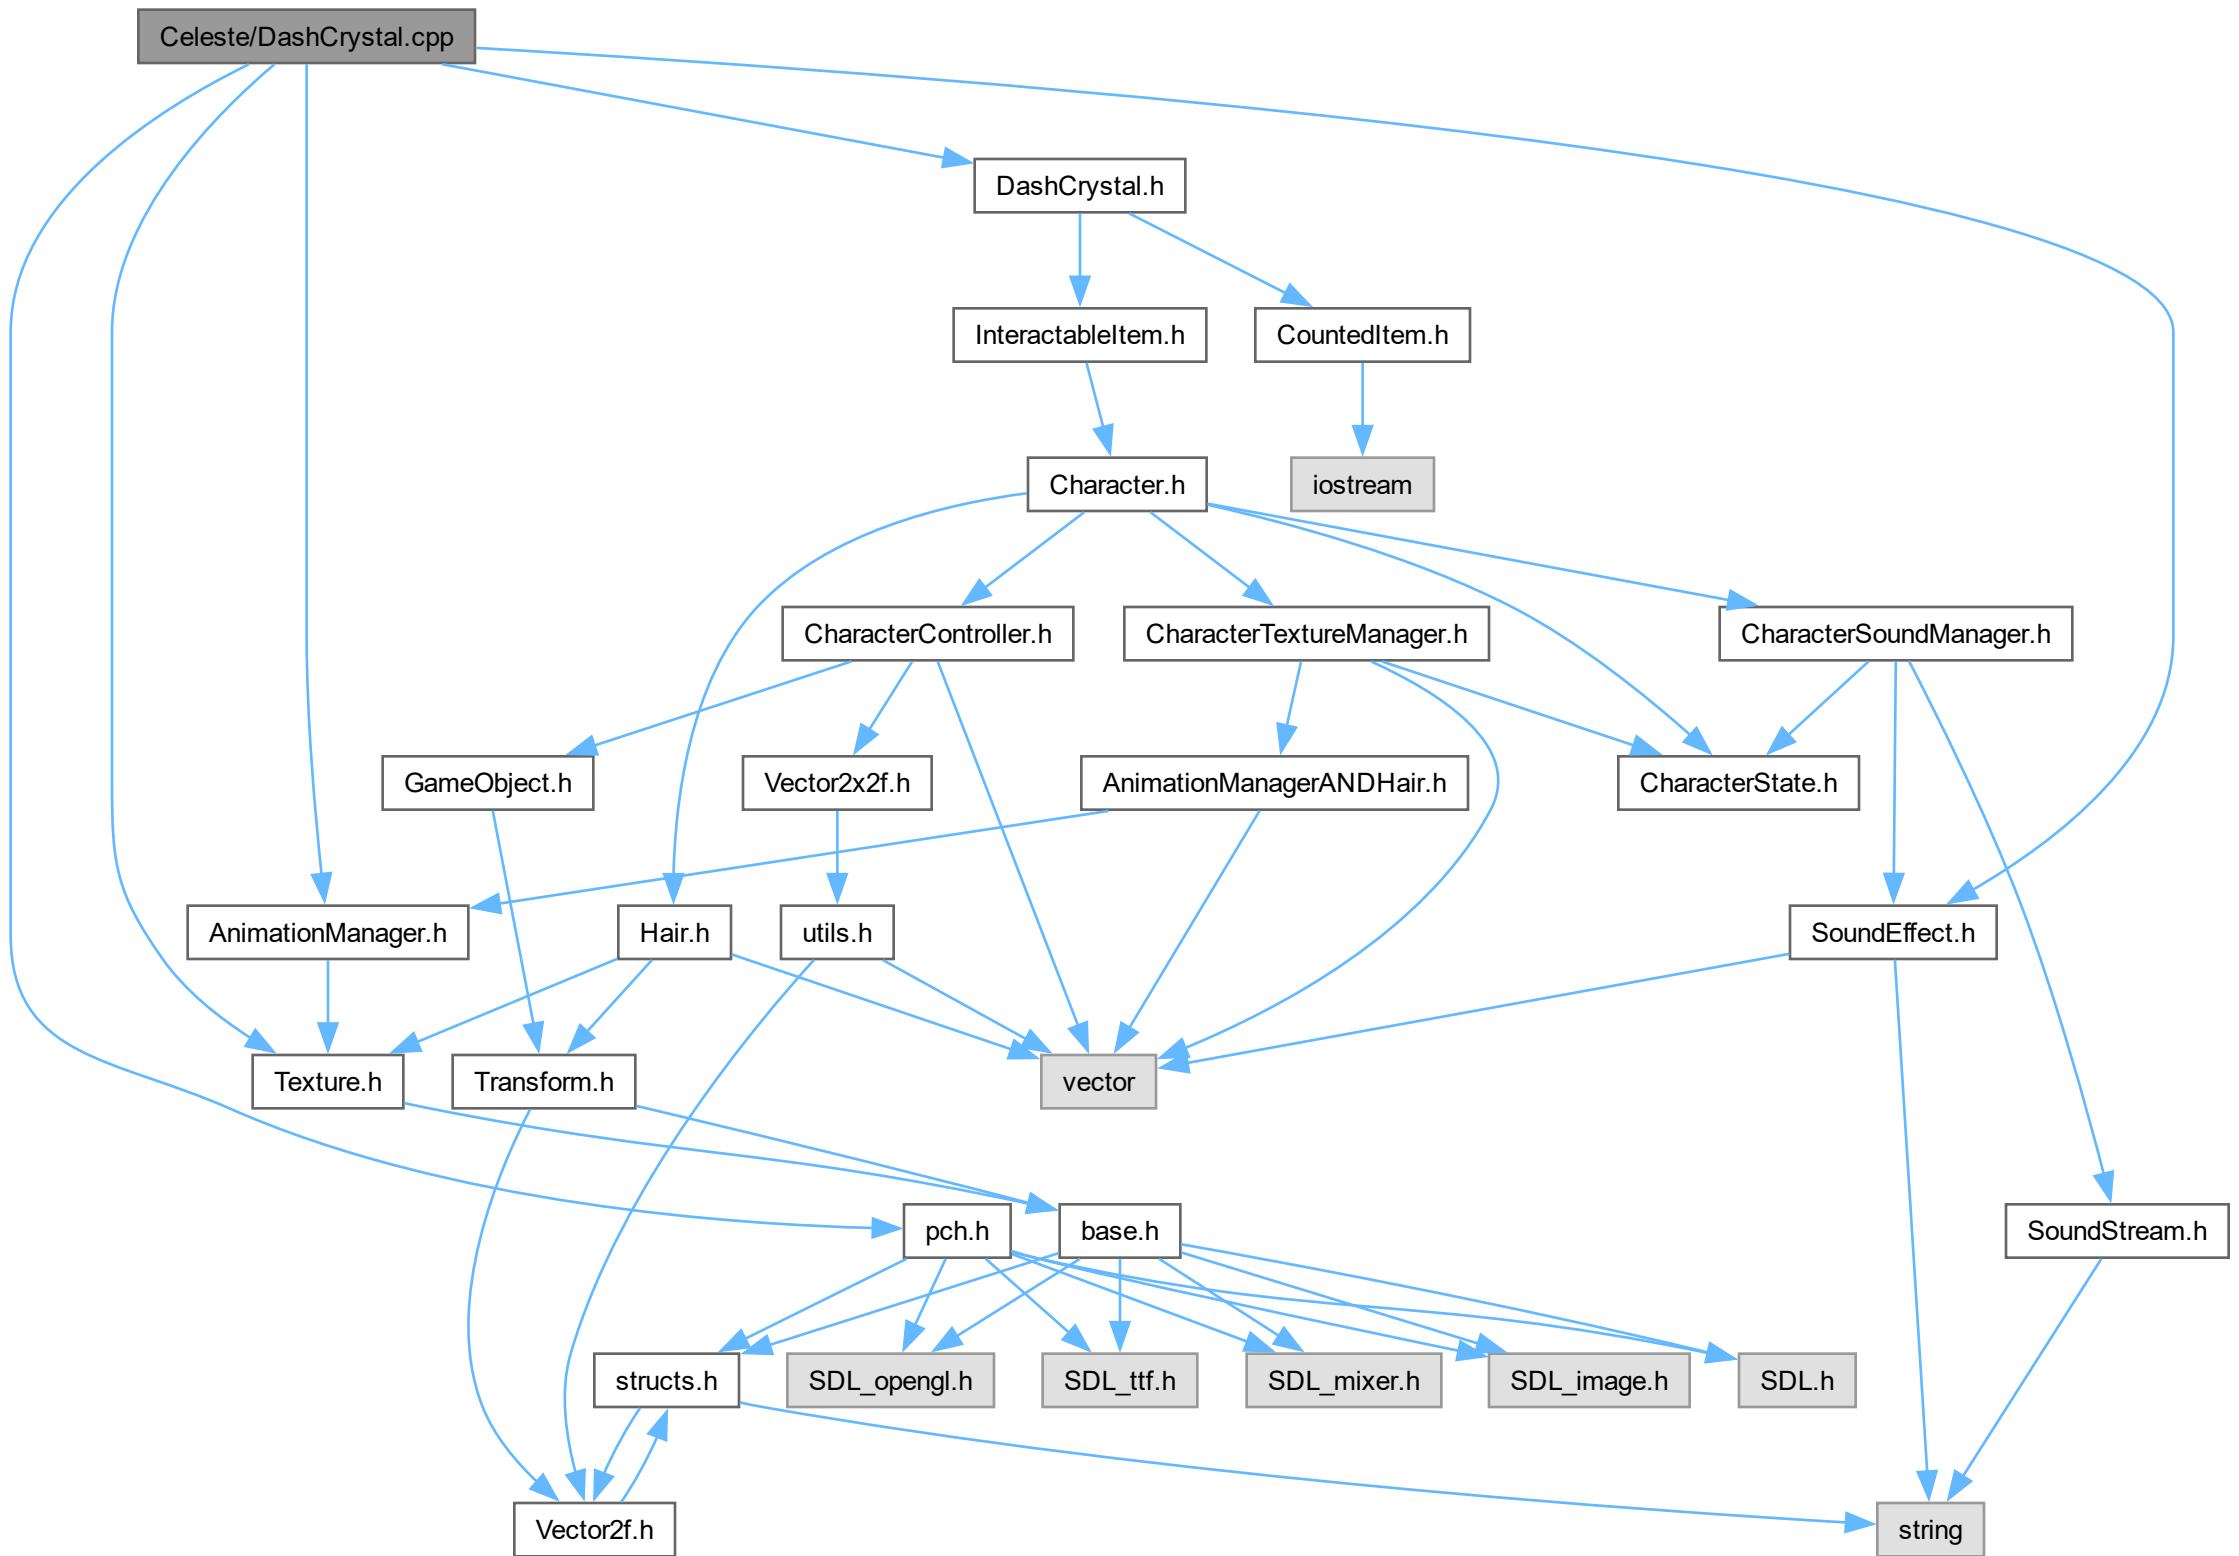 Celeste/DashCrystal.cpp
DashCrystal.h
InteractableItem.h
CountedItem.h
Character.h
iostream
CharacterController.h
CharacterTextureManager.h
CharacterSoundManager.h
GameObject.h
Vector2x2f.h
AnimationManagerANDHair.h
CharacterState.h
AnimationManager.h
Hair.h
utils.h
SoundEffect.h
Texture.h
Transform.h
vector
pch.h
base.h
SoundStream.h
structs.h
SDL_opengl.h
SDL_ttf.h
SDL_mixer.h
SDL_image.h
SDL.h
Vector2f.h
string